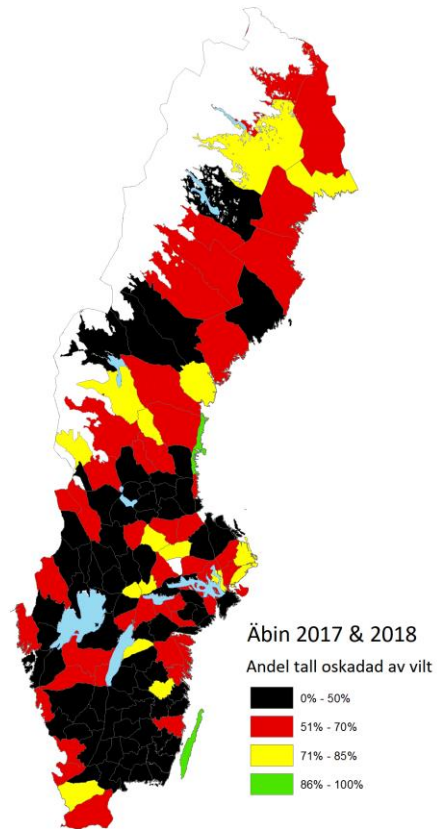 Äbin 2017 & 2018
Andel tall oskadad av vilt
0% - 50%
51% - 70%
71% - 85%
86% - 100%